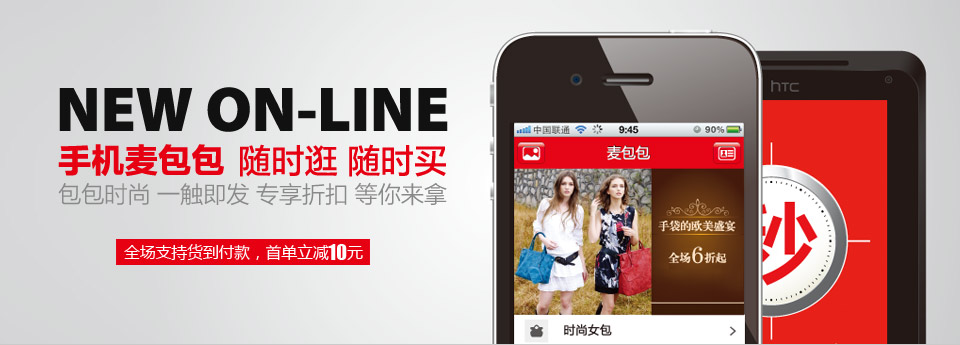 NEW ON-LINE
手机麦包包 随时逛 随时买
包包时尚 一触即发 专享折扣 等你来拿
全场支持货到付款，首单立减10元
中国联通 9:45 90%
麦包包
手袋的欧美盛宴
全场6折起
时尚女包
hTC
秒